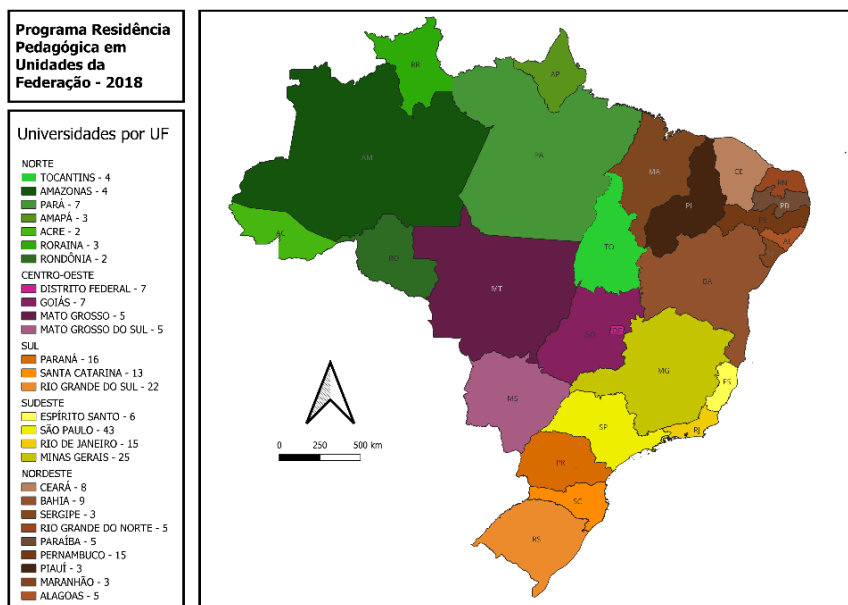 Programa Residência
Pedagógica em
Unidades da
Federação - 2018
Universidades por UF
NORTE
TOCANTINS - 4
AMAZONAS - 4
PARÁ - 7
AMAPÁ - 3
ACRE - 2
RORAINA - 3
RONDÔNIA - 2
CENTRO-OESTE
DISTRITO FEDERAL - 7
GOIÁS - 7
MATO GROSSO - 5
MATO GROSSO DO SUL - 5
SUL
PARANÁ - 16
SANTA CATARINA - 13
RIO GRANDE DO SUL - 22
SUDESTE
ESPÍRITO SANTO - 6
SÃO PAULO - 43
RIO DE JANEIRO - 15
MINAS GERAIS - 25
NORDESTE
CEARÁ - 8
BAHIA - 9
SERGIPE - 3
RIO GRANDE DO NORTE - 5
PARAÍBA - 5
PERNAMBUCO - 15
PIAUÍ - 3
MARANHÃO - 3
ALAGOAS - 5
RR
AP
AM
PA
MA
CE
RN
PI
PB
PE
AL
AC
RO
TO
BA
MT
GO
DF
MG
ES
MS
SP
RJ
PR
SC
RS
0 250 500 km